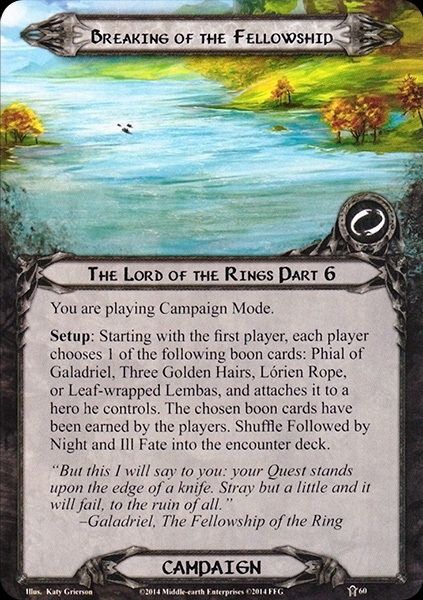 Breaking of the Fellowship
The Lord of the Rings Part 6
You are playing Campaign Mode.
Setup: Starting with the first player, each player
chooses 1 of the following boon cards: Phial of
Galadriel, Three Golden Hairs, Lórien Rope,
or Leaf-wrapped Lembas, and attaches it to a
hero he controls. The chosen boon cards have
been earned by the players. Shuffle Followed by
Night and Ill Fate into the encounter deck.
“But this I will say to you: your Quest stands
upon the edge of a knife. Stray but a little and it
will fail, to the ruin of all.”
–Galadriel, The Fellowship of the Ring
CAMPAIGN
Illus. Katy Grierson ©2014 Middle-earth Enterprises ©2014 FFG 60